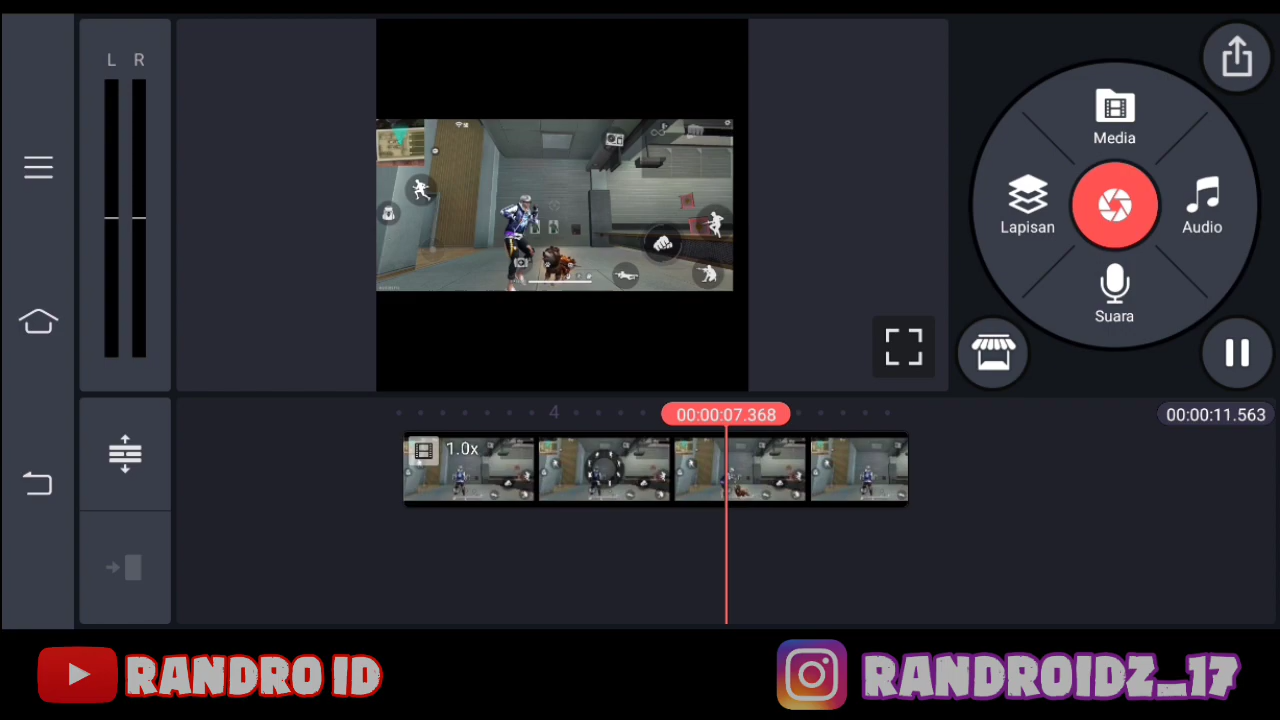 L R
Media
Lapisan
Audio
Suara
4
00:00:07.368
00:00:11.563
1.0x
RANDRO ID
RANDROIDZ_17